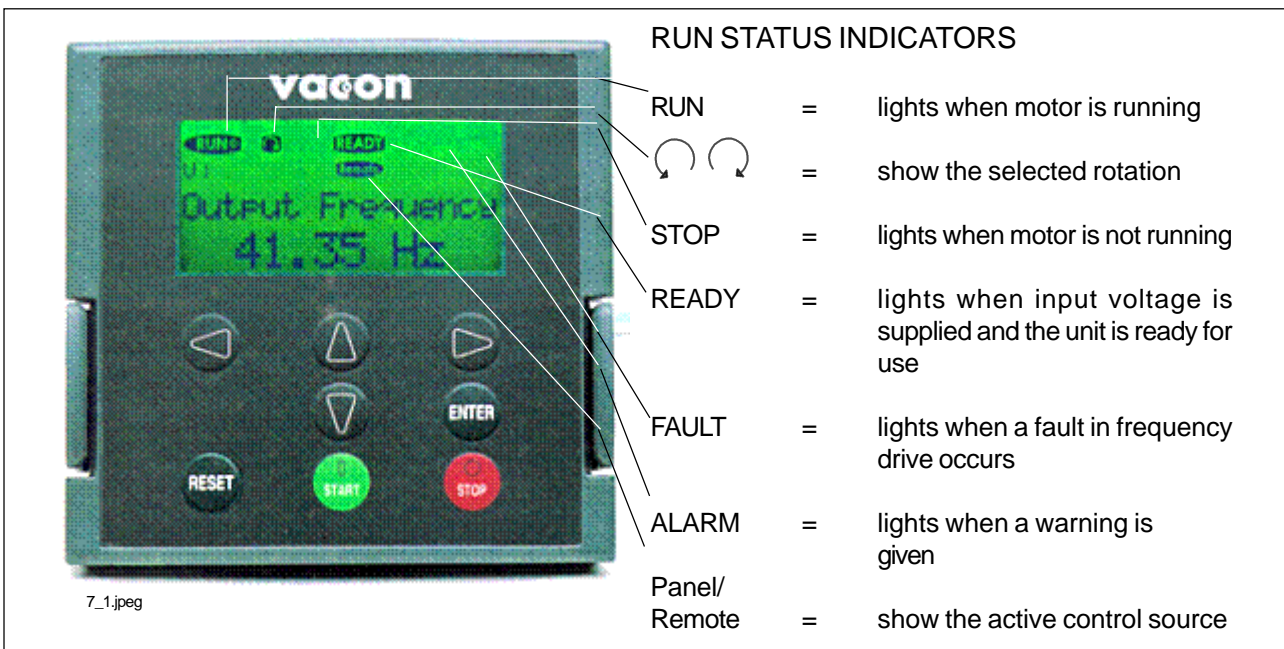 vacon
RUN READY
V1
Output Frequency
41.35 Hz
ENTER
RESET START STOP
7_1.jpeg
RUN STATUS INDICATORS
RUN = lights when motor is running
= show the selected rotation
STOP = lights when motor is not running
READY = lights when input voltage is
supplied and the unit is ready for
use
FAULT = lights when a fault in frequency
drive occurs
ALARM = lights when a warning is
given
Panel/
Remote = show the active control source